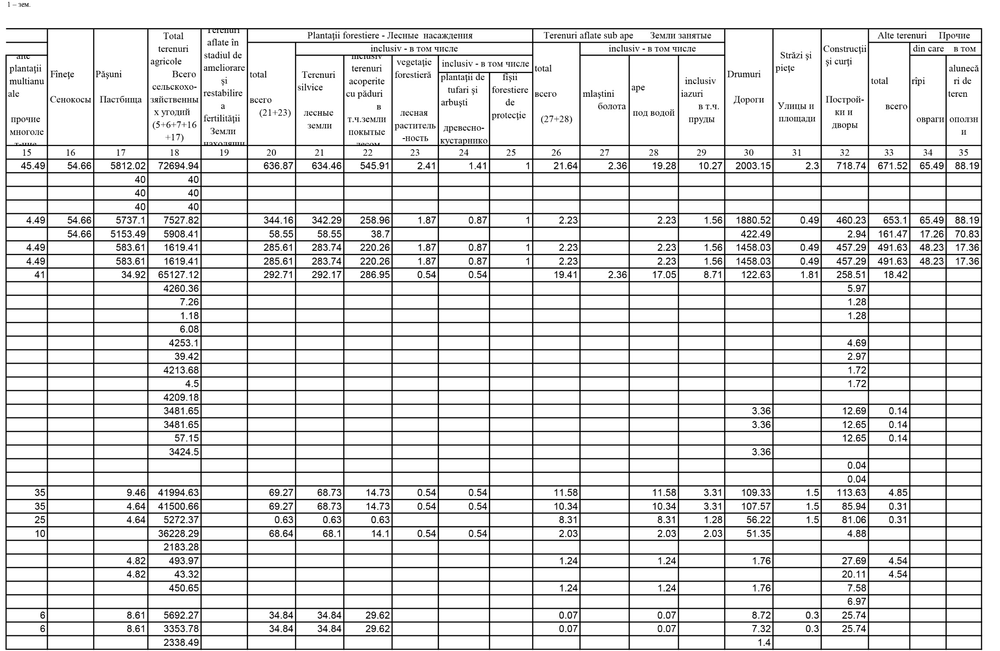 1 – зем.
Plantaţii forestiere - Лесные насаждения
Terenuri aflate sub ape Земли занятые
Alte terenuri Прочие
inclusiv - в том числе
inclusiv - в том числе
din care в том
plantaţii
multianu
ale
прочие
многоле
Fîneţe
Сенокосы
Păşuni
Пастбища
Total
terenuri
agricole
Всего
сельскохо-
зяйственны
х угодий
(5+6+7+16
+17)
Terenuri
aflate în
stadiul de
ameliorare
şi
restabilire
a
fertilităţii
Земли
находящи
total
всего
(21+23)
Terenuri
silvice
лесные
земли
inclusiv
terenuri
acoperite
cu păduri
в
т.ч.земли
покытые
лесом
vegetaţie
forestieră
лесная
раститель
-ность
inclusiv - в том числе
plantaţii de
tufari şi
arbuşti
древесно-
кустарнико
fîşii
forestiere
de
protecţie
total
всего
(27+28)
mlaştini
болота
ape
под водой
inclusiv
iazuri
в т.ч.
пруды
Drumuri
Дороги
Străzi şi
pieţe
Улицы и
площади
Construcţii
şi curţi
Построй-
ки и
дворы
total
всего
rîpi
овраги
alunecă
ri de
teren
оползн
и
15 16 17 18 19 20 21 22 23 24 25 26 27 28 29 30 31 32 33 34 35
45.49 54.66 5812.02 72694.94 636.87 634.46 545.91 2.41 1.41 1 21.64 2.36 19.28 10.27 2003.15 2.3 718.74 671.52 65.49 88.19
40 40
40 40
40 40
4.49 54.66 5737.1 7527.82 344.16 342.29 258.96 1.87 0.87 1 2.23 2.23 1.56 1880.52 0.49 460.23 653.1 65.49 88.19
54.66 5153.49 5908.41 58.55 58.55 38.7 422.49 2.94 161.47 17.26 70.83
4.49 583.61 1619.41 285.61 283.74 220.26 1.87 0.87 1 2.23 2.23 1.56 1458.03 0.49 457.29 491.63 48.23 17.36
4.49 583.61 1619.41 285.61 283.74 220.26 1.87 0.87 1 2.23 2.23 1.56 1458.03 0.49 457.29 491.63 48.23 17.36
41 34.92 65127.12 292.71 292.17 286.95 0.54 0.54 19.41 2.36 17.05 8.71 122.63 1.81 258.51 18.42
4260.36 5.97
7.26 1.28
1.18 1.28
6.08
4253.1 4.69
39.42 2.97
4213.68 1.72
4.5 1.72
4209.18
3481.65 3.36 12.69 0.14
3481.65 3.36 12.65 0.14
57.15 12.65 0.14
3424.5 3.36
0.04
0.04
35 9.46 41994.63 69.27 68.73 14.73 0.54 0.54 11.58 11.58 3.31 109.33 1.5 113.63 4.85
35 4.64 41500.66 69.27 68.73 14.73 0.54 0.54 10.34 10.34 3.31 107.57 1.5 85.94 0.31
25 4.64 5272.37 0.63 0.63 0.63 8.31 8.31 1.28 56.22 1.5 81.06 0.31
10 36228.29 68.64 68.1 14.1 0.54 0.54 2.03 2.03 2.03 51.35 4.88
2183.28
4.82 493.97 1.24 1.24 1.76 27.69 4.54
4.82 43.32 20.11 4.54
450.65 1.24 1.24 1.76 7.58
6.97
6 8.61 5692.27 34.84 34.84 29.62 0.07 0.07 8.72 0.3 25.74
6 8.61 3353.78 34.84 34.84 29.62 0.07 0.07 7.32 0.3 25.74
2338.49 1.4